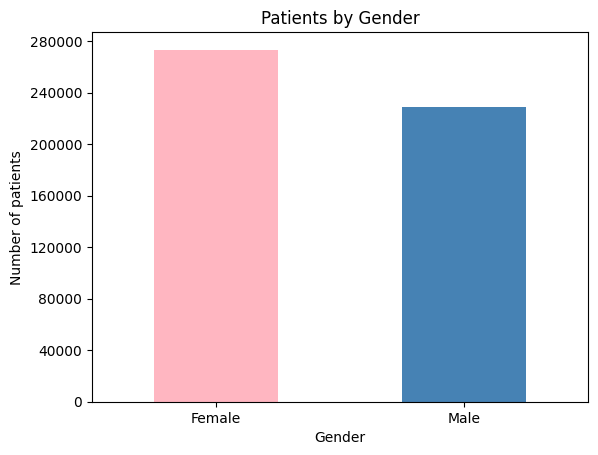 Patients by Gender
Number of patients
280000
240000
200000
160000
120000
80000
40000
0
Female Male
Gender